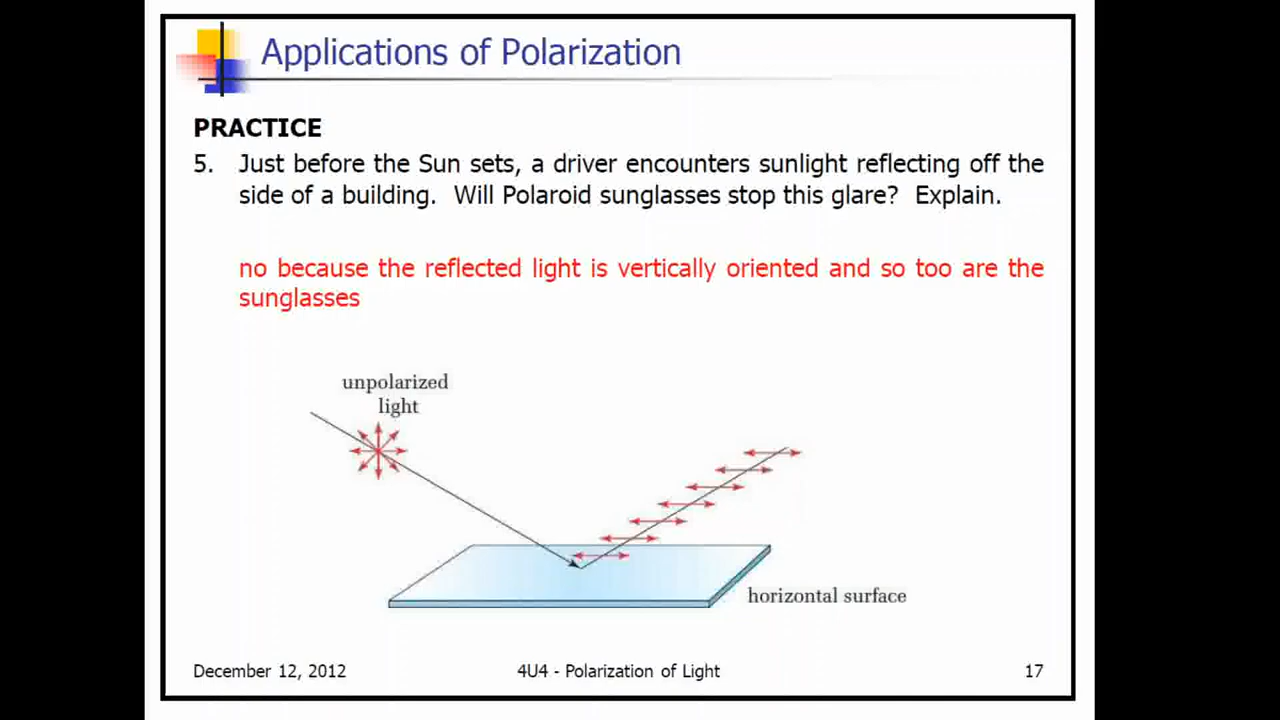 Applications of Polarization
PRACTICE
5. Just before the Sun sets, a driver encounters sunlight reflecting off the
side of a building. Will Polaroid sunglasses stop this glare? Explain.
no because the reflected light is vertically oriented and so too are the
sunglasses
unpolarized
light
horizontal surface
December 12, 2012 4U4 - Polarization of Light 17